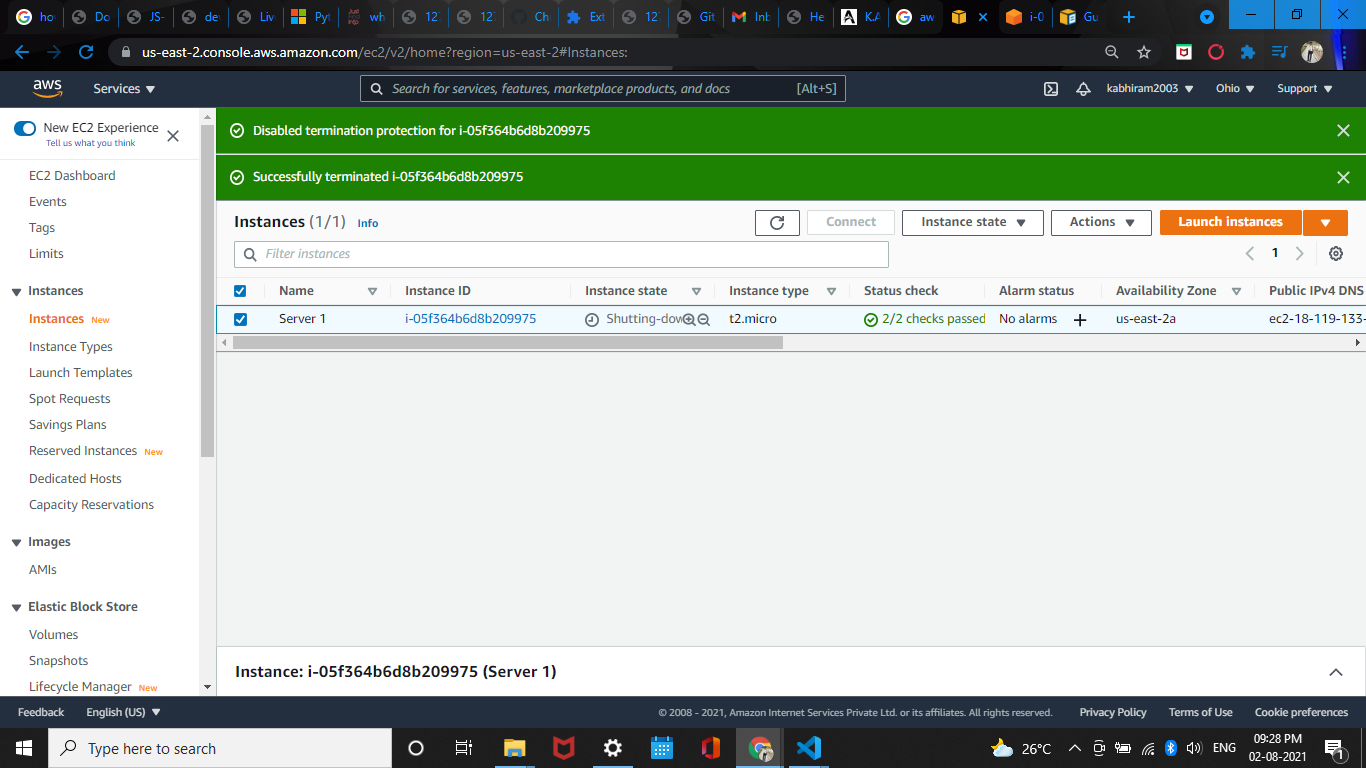 ho Do JS- dev Live Pyt wh 12 12 Ch Ext 12 Git Inb He K.A aw i-0 Gu
us-east-2.console.aws.amazon.com/ec2/v2/home?region=us-east-2#Instances:
aws Services Search for services, features, marketplace products, and docs [Alt+S] kabhiram2003 Ohio Support
New EC2 Experience
Tell us what you think
EC2 Dashboard
Events
Tags
Limits
Instances
Instances New
Instance Types
Launch Templates
Spot Requests
Savings Plans
Reserved Instances New
Dedicated Hosts
Capacity Reservations
Images
AMIs
Elastic Block Store
Volumes
Snapshots
Lifecycle Manager New
Disabled termination protection for i-05f364b6d8b209975
Successfully terminated i-05f364b6d8b209975
Instances (1/1) Info Connect Instance state Actions Launch instances
Filter instances 1
Name Instance ID Instance state Instance type Status check Alarm status Availability Zone Public IPv4 DNS
Server 1 i-05f364b6d8b209975 Shutting-dow t2.micro 2/2 checks passed No alarms us-east-2a ec2-18-119-133-
Instance: i-05f364b6d8b209975 (Server 1)
Feedback English (US) © 2008 - 2021, Amazon Internet Services Private Ltd. or its affiliates. All rights reserved. Privacy Policy Terms of Use Cookie preferences
Type here to search 26°C ENG 09:28 PM
02-08-2021
1